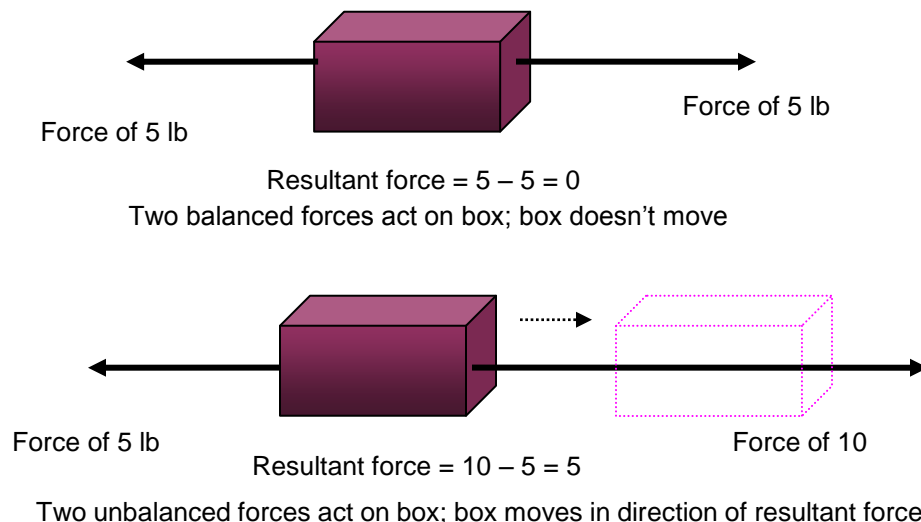 Force of 5 lb
Force of 5 lb
Resultant force = 5 – 5 = 0
Two balanced forces act on box; box doesn’t move
Force of 5 lb
Force of 10
Resultant force = 10 – 5 = 5
Two unbalanced forces act on box; box moves in direction of resultant force